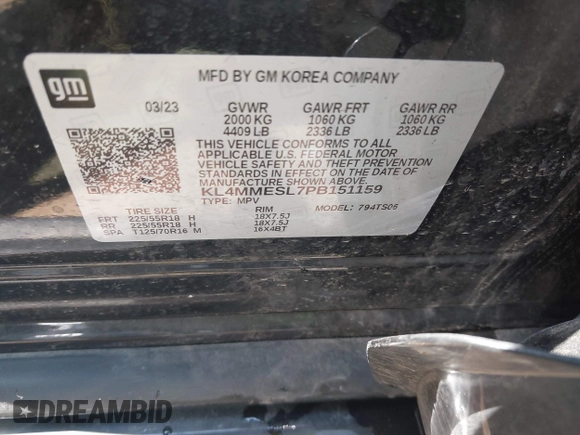 gm
MFD BY GM KOREA COMPANY
03/23 GVWR GAWR FRT GAWR RR
2000 KG 1060 KG 1060 KG
4409 LB 2336 LB 2336 LB
THIS VEHICLE CONFORMS TO ALL
APPLICABLE U.S. FEDERAL MOTOR
VEHICLE SAFETY AND THEFT PREVENTION
STANDARDS IN EFFECT ON THE DATE OF
MANUFACTURE SHOWN ABOVE.
KL4MMESL7PB151159
TYPE: MPV MODEL: 794TS06
TIRE SIZE RIM
FRT 225/55R18 H 18X7.5J
RR 225/55R18 H 18X7.5J
SPA T125/70R16 M 16X4BT
DREAMBID